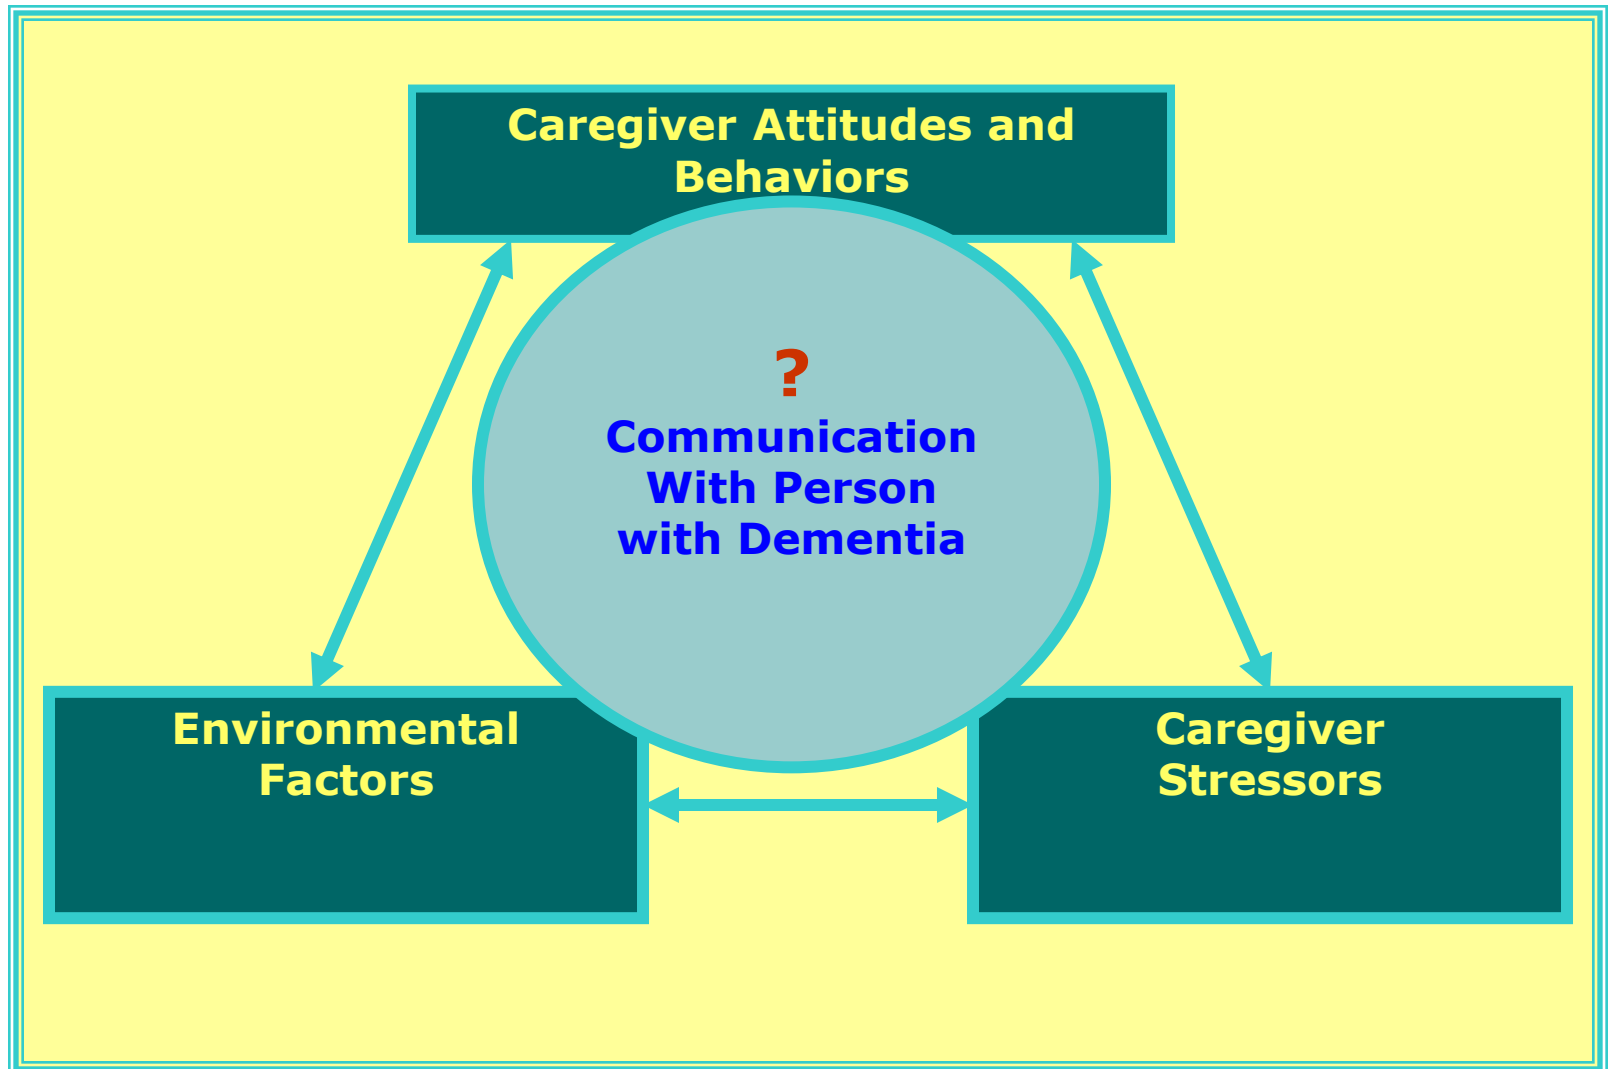 Caregiver Attitudes and
Behaviors
?
Communication
With Person
with Dementia
Environmental
Factors
Caregiver
Stressors